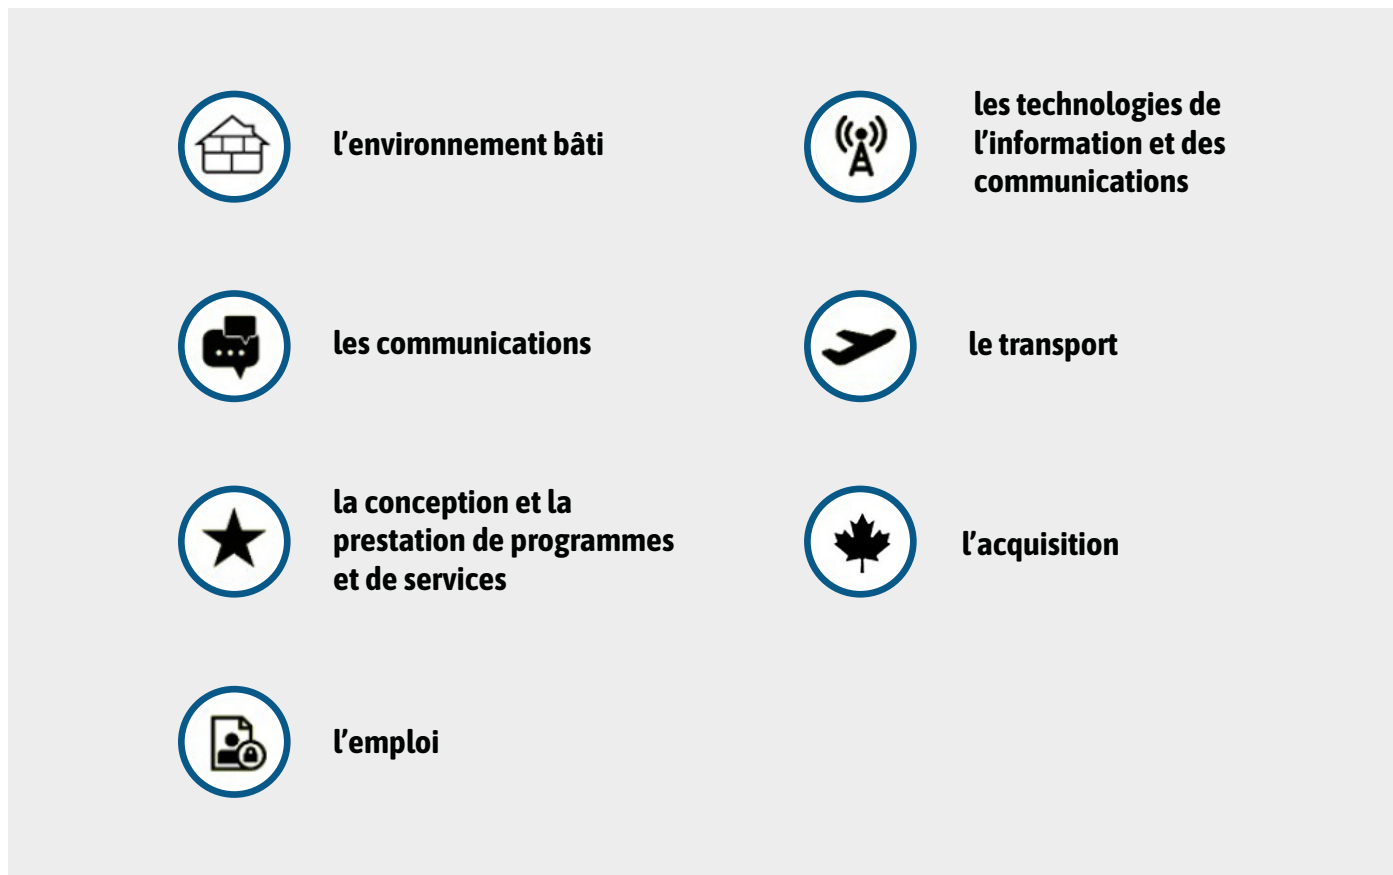 l’environnement bâti
les technologies de
l’information et des
communications
les communications
le transport
la conception et la
prestation de programmes
et de services
l’acquisition
l’emploi